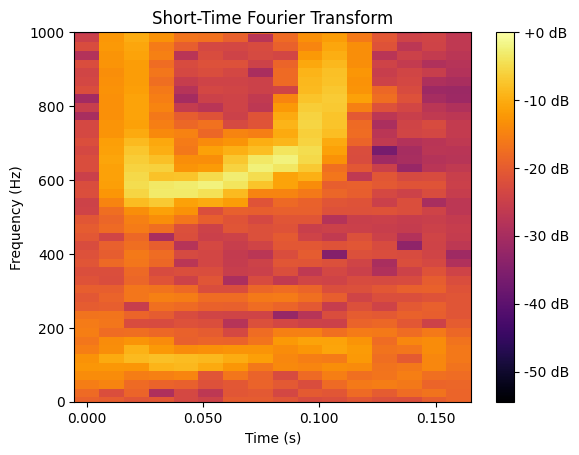 Short-Time Fourier Transform
Frequency (Hz)
1000
800
600
400
200
0
0.000
0.050
0.100
0.150
Time (s)
+0 dB
-10 dB
-20 dB
-30 dB
-40 dB
-50 dB